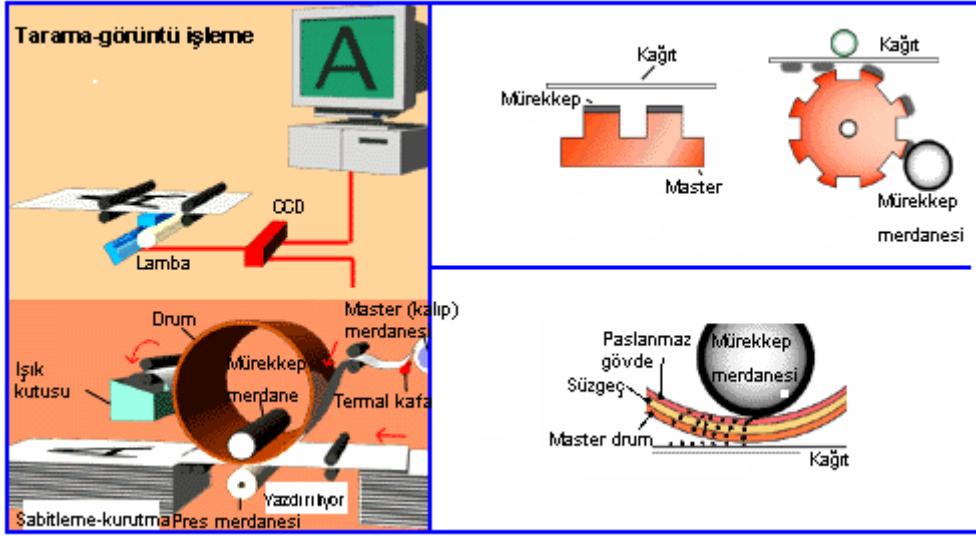 Tarama-görüntü işleme
A
CCD
Lamba
Drum
Master (kalıp)
merdanesi
Işık
kutusu
Mürekkep
merdane
Termal kafa
A
Yazdırılıyor
Sabitleme-kurutma
Pres merdanesi
Kağıt
Mürekkep
Master
Kağıt
Mürekkep
merdanesi
Paslanmaz
gövde
Süzgeç
Master drum
Mürekkep
merdanesi
Kağıt